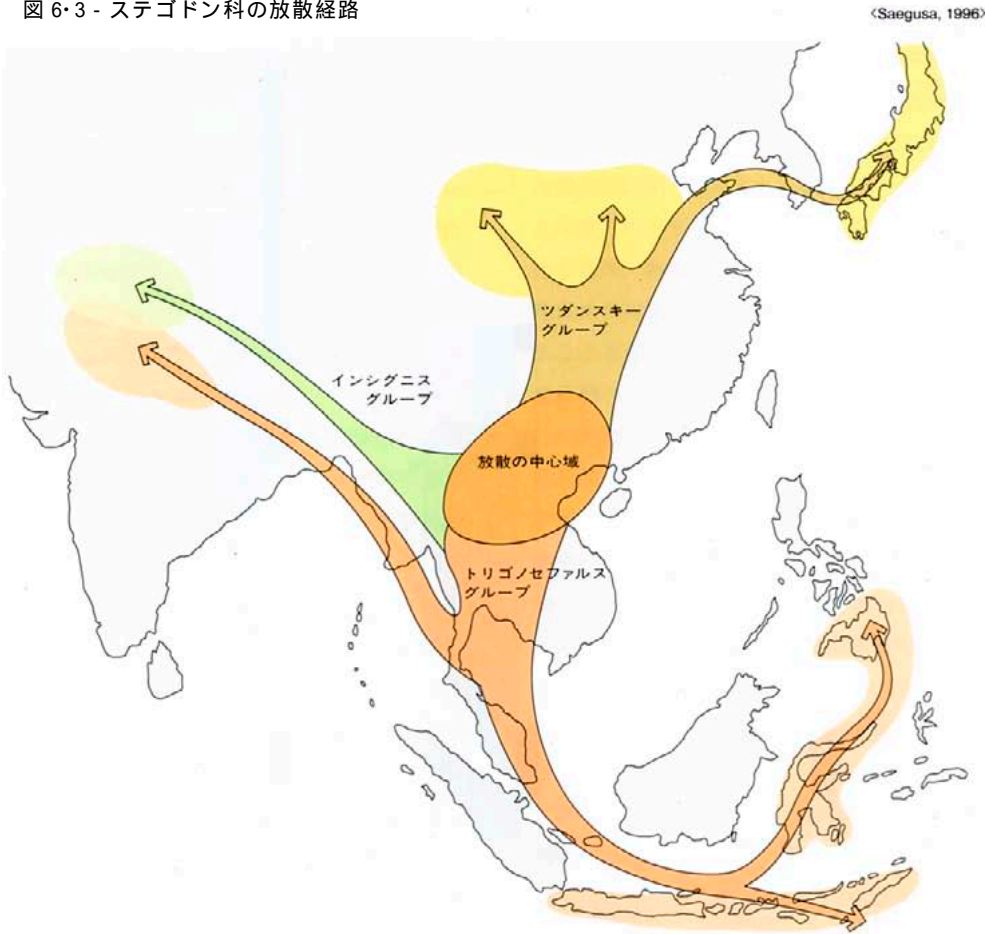 図 6・3 - ステゴドン科の放散経路
〈Saegusa, 1996〉
ツダンスキー
グループ
インシグニス
グループ
放散の中心域
トリゴノセファルス
グループ